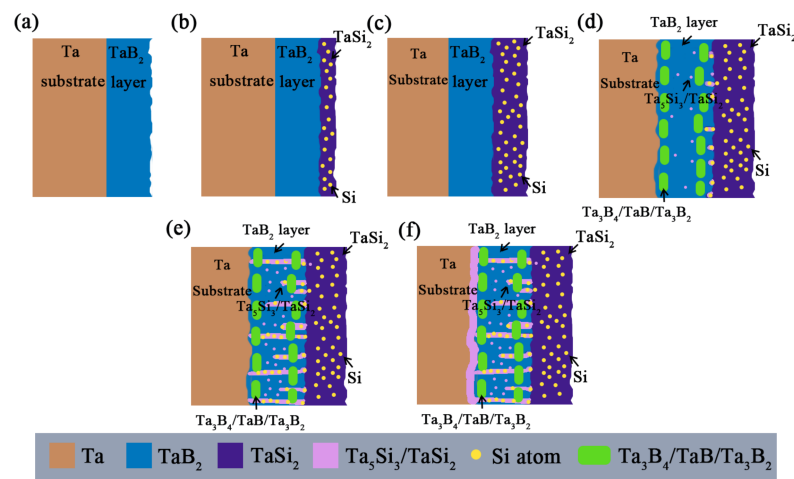 (a)
Ta
substrate
TaB₂
layer
(b)
Ta
substrate
TaB₂
layer
TaSi₂
Si
(c)
Ta
Substrate
TaB₂
layer
TaSi₂
Si
(d)
TaB₂ layer
Ta
Substrate
TaSi₂
Ta₅Si₃/TaSi₂
Si
Ta₃B₄/TaB/Ta₃B₂
(e)
TaB₂ layer
Ta
Substrate
TaSi₂
Ta₅Si₃/TaSi₂
Si
Ta₃B₄/TaB/Ta₃B₂
(f)
TaB₂ layer
Ta
Substrate
TaSi₂
Ta₅Si₃/TaSi₂
Si
Ta₃B₄/TaB/Ta₃B₂
Ta TaB₂ TaSi₂ Ta₅Si₃/TaSi₂ Si atom Ta₃B₄/TaB/Ta₃B₂